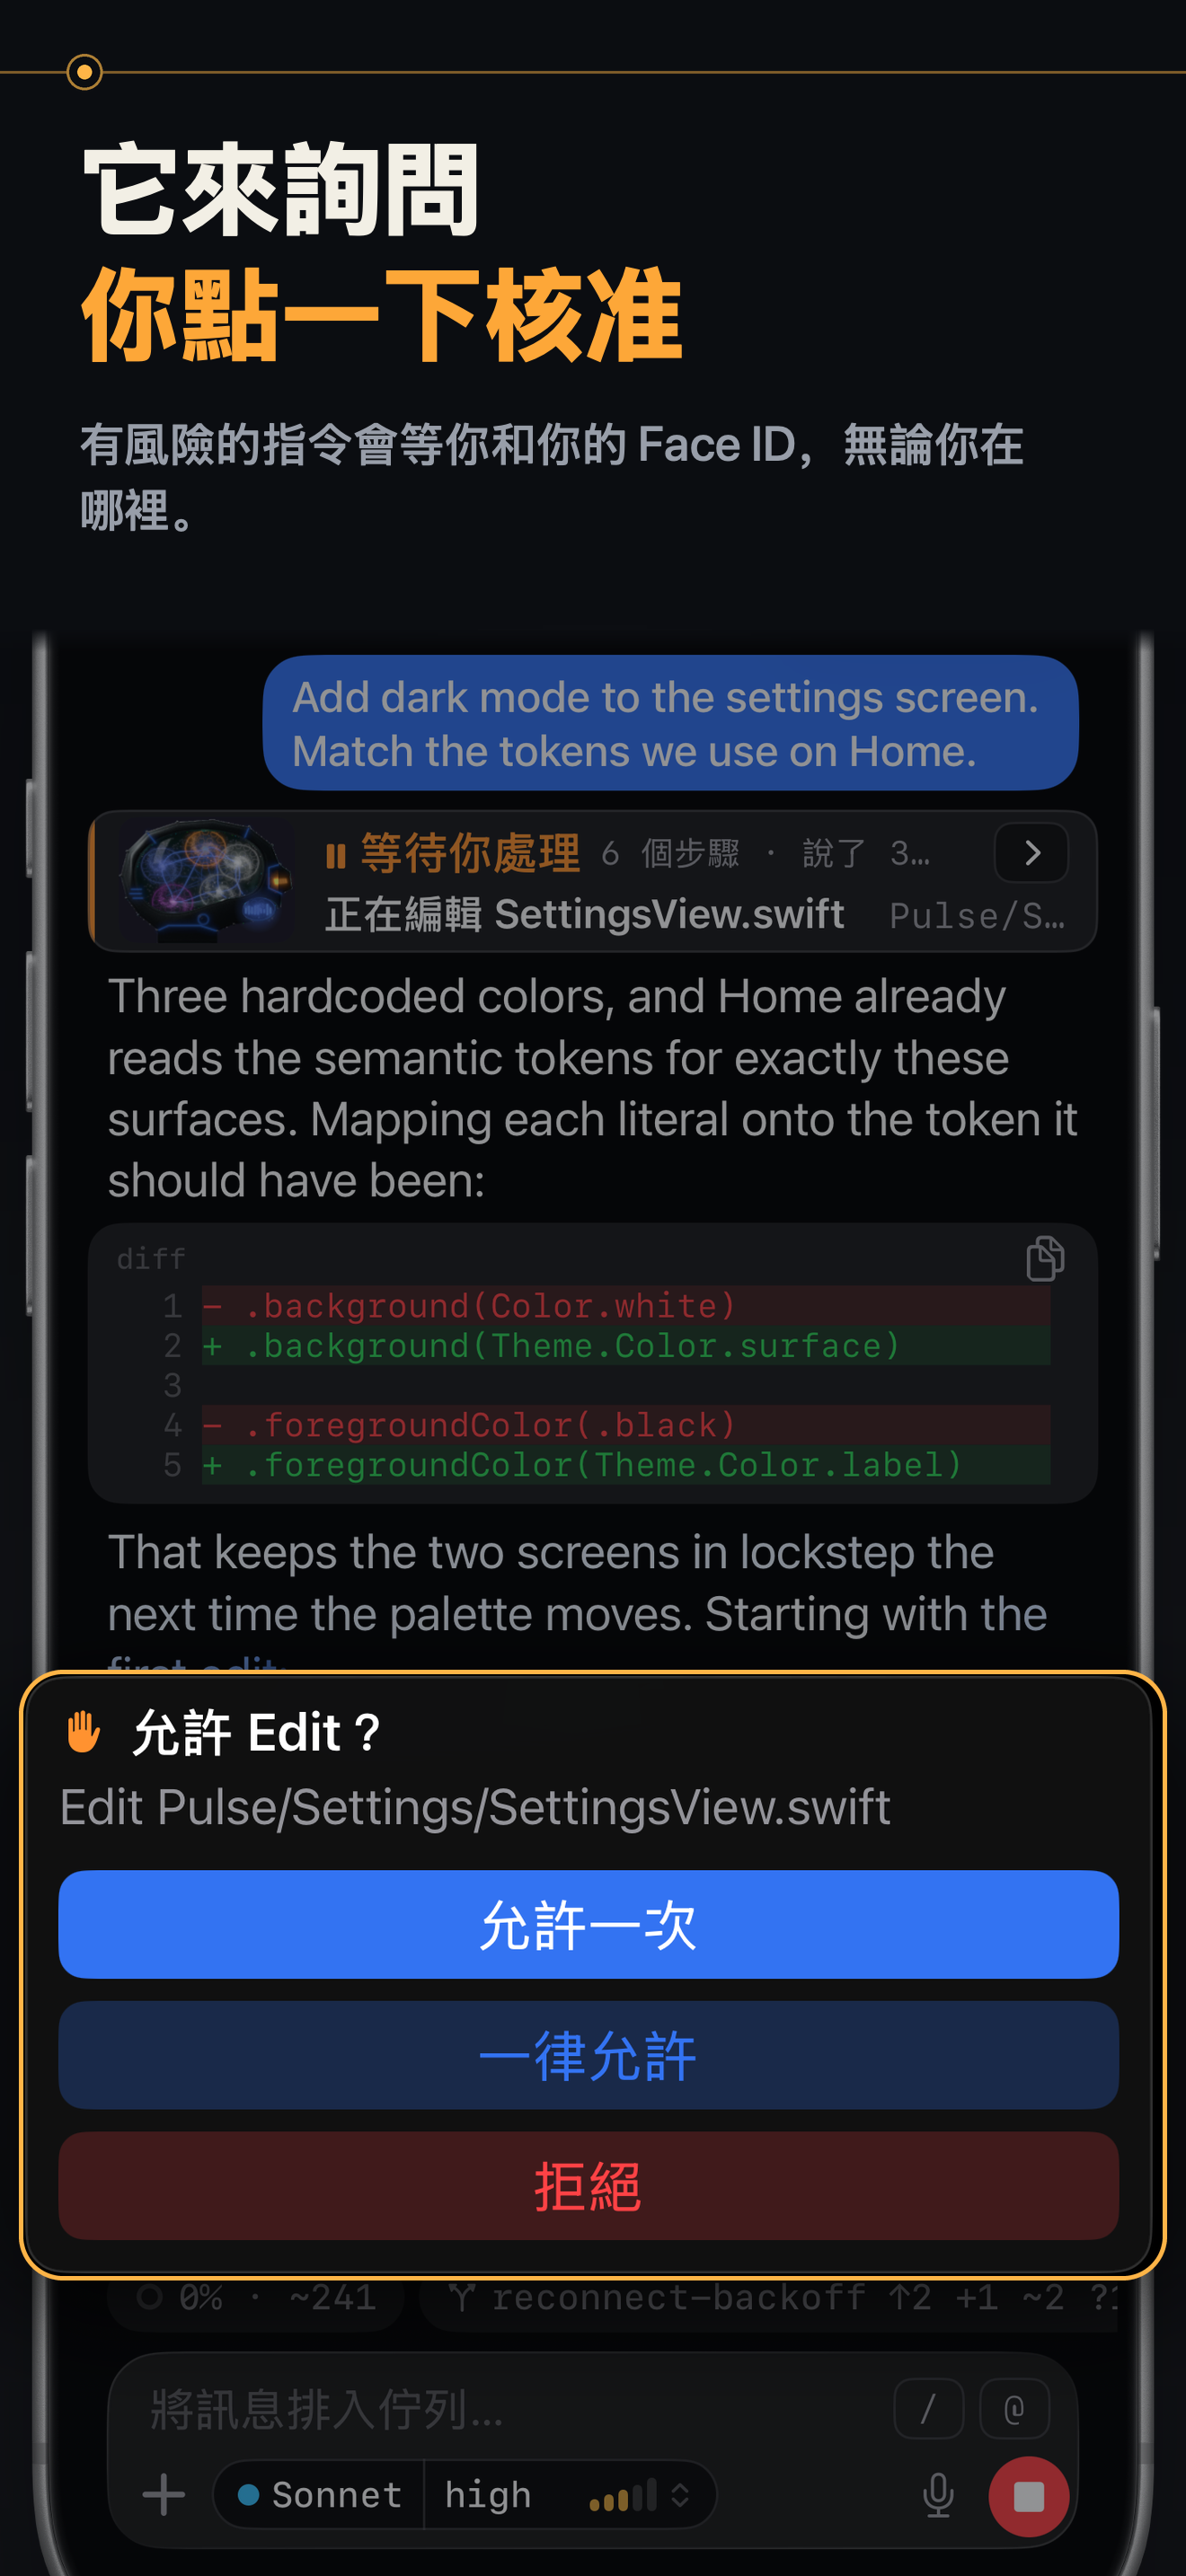 它來詢問
你點一下核准
有風險的指令會等你和你的 Face ID，無論你在
哪裡。
Add dark mode to the settings screen.
Match the tokens we use on Home.
等待你處理 6 個步驟 · 說了 3…
正在編輯 SettingsView.swift Pulse/S…
Three hardcoded colors, and Home already
reads the semantic tokens for exactly these
surfaces. Mapping each literal onto the token it
should have been:
diff
1 − .background(Color.white)
2 + .background(Theme.Color.surface)
3
4 − .foregroundColor(.black)
5 + .foregroundColor(Theme.Color.label)
That keeps the two screens in lockstep the
next time the palette moves. Starting with the
first edit:
允許 Edit？
Edit Pulse/Settings/SettingsView.swift
允許一次
一律允許
拒絕
0% · ~241 reconnect-backoff ↑2 +1 ~2
將訊息排入佇列... / @
Sonnet high